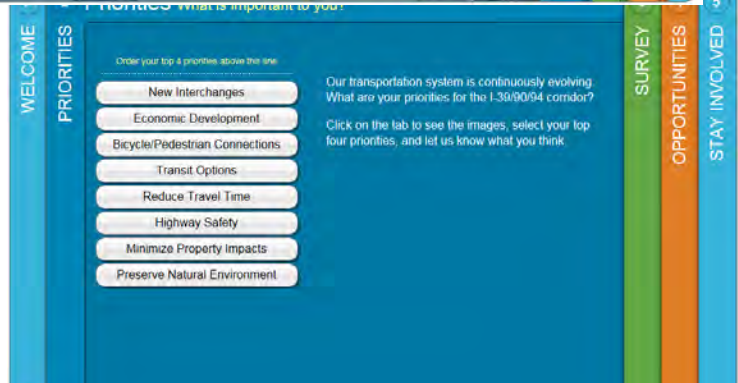 Priorities What is important to you?
WELCOME
PRIORITIES
Order your top 4 priorities above the line
New Interchanges
Economic Development
Bicycle/Pedestrian Connections
Transit Options
Reduce Travel Time
Highway Safety
Minimize Property Impacts
Preserve Natural Environment
Our transportation system is continuously evolving.
What are your priorities for the I-39/90/94 corridor?
Click on the tab to see the images, select your top
four priorities, and let us know what you think
SURVEY
OPPORTUNITIES
5
STAY INVOLVED